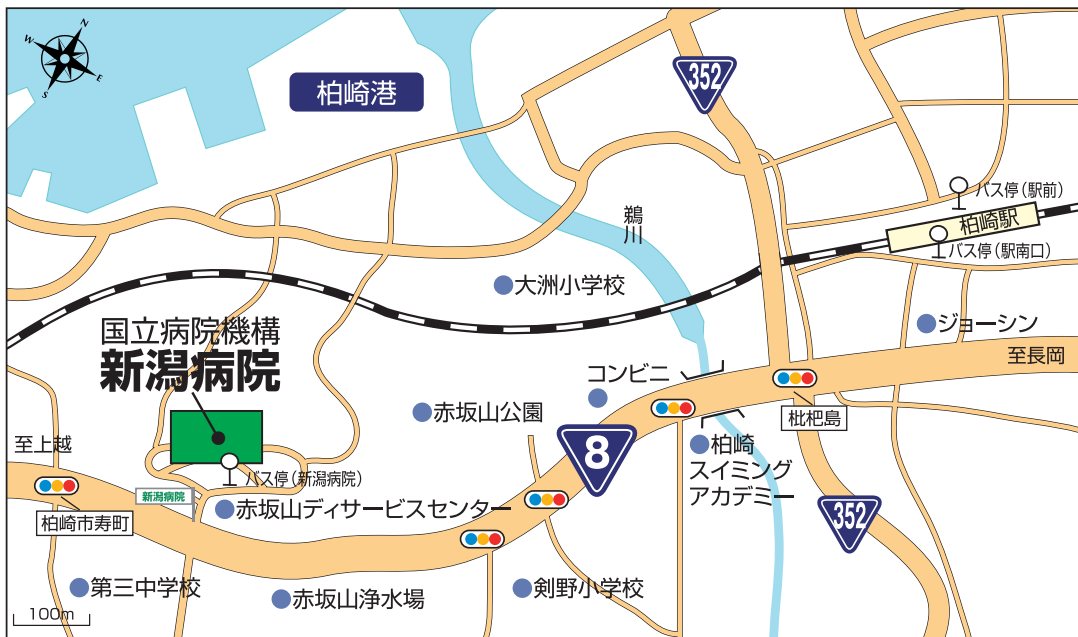 N
W
E
S
柏崎港
352
バス停(駅前)
柏崎駅
バス停(駅南口)
鵜川
大洲小学校
ジョーシン
国立病院機構
新潟病院
至長岡
コンビニ
赤坂山公園
枇杷島
8
柏崎
スイミング
アカデミー
至上越
バス停(新潟病院)
新潟病院
柏崎市寿町
赤坂山ディサービスセンター
352
第三中学校
赤坂山浄水場
剣野小学校
100m